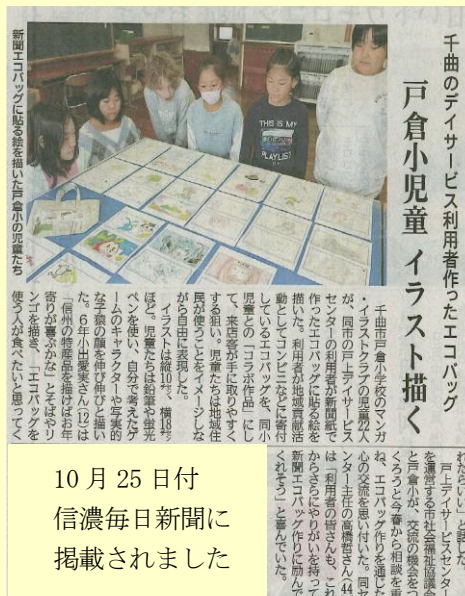 千曲のデイサービス利用者作ったエコバッグ
戸倉小児童 イラスト描く
THIS IS MY
PLAYLIST
新聞エコバッグに貼る絵を描いた戸倉小の児童たち
千曲市戸倉小学校のマンガ
・イラストクラブの児童22人
が、同市の戸上デイサービス
センターの利用者が新聞紙で
作ったエコバッグに貼る絵を
描いた。利用者が地域貢献活
動としてコンビニなどに寄付
しているエコバッグを、同小
児童との「コラボ作品」にし
て、来店客が手に取りやすく
する狙い。児童たちは地域住
民が使うことをイメージしな
がら自由に表現した。
イラストは縦10㌢、横18㌢
ほど。児童たちは鉛筆や蛍光
ペンを使い、自分で考えたゲ
ームのキャラクターや写実的
な子猿の顔を伸び伸びと描い
た。6年小出愛実さん(12)は
「信州の特産品を描けばお年
寄りが喜ぶかな」とそばやリ
ンゴを描き、「エコバッグを
使う人が食べたいと思ってく
れたらいい」と話した。
戸上デイサービスセンター
を運営する市社会福祉協議会
と戸倉小が、交流の機会をつ
くろうと今春から相談を重
ね、エコバッグ作りを通じた
心の交流を思い付いた。同セ
ンター主任の高橋哲さん(44)
は「利用者の皆さんも、これ
からさらにやりがいを持って
新聞エコバッグ作りに励んで
くれそう」と喜んでいた。
10月25日付
信濃毎日新聞に
掲載されました